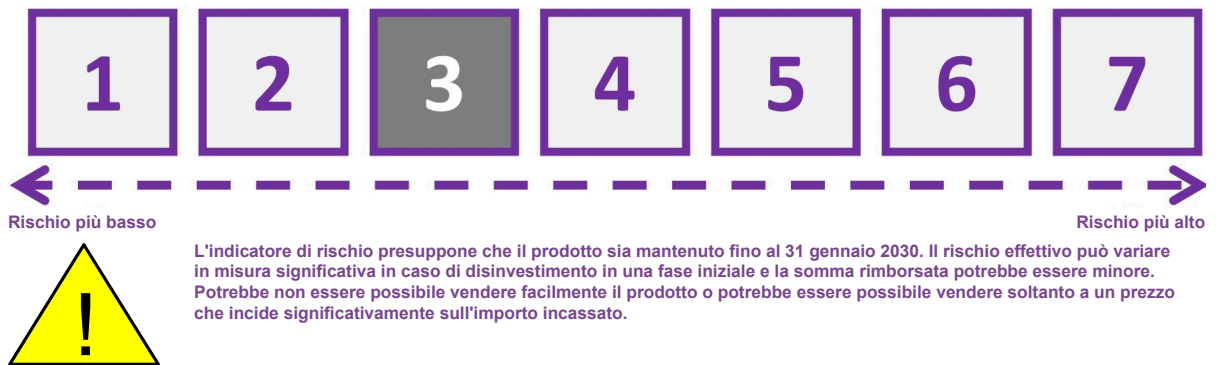 1 2 3 4 5 6 7
Rischio più basso Rischio più alto
!
L'indicatore di rischio presuppone che il prodotto sia mantenuto fino al 31 gennaio 2030. Il rischio effettivo può variare
in misura significativa in caso di disinvestimento in una fase iniziale e la somma rimborsata potrebbe essere minore.
Potrebbe non essere possibile vendere facilmente il prodotto o potrebbe essere possibile vendere soltanto a un prezzo
che incide significativamente sull'importo incassato.